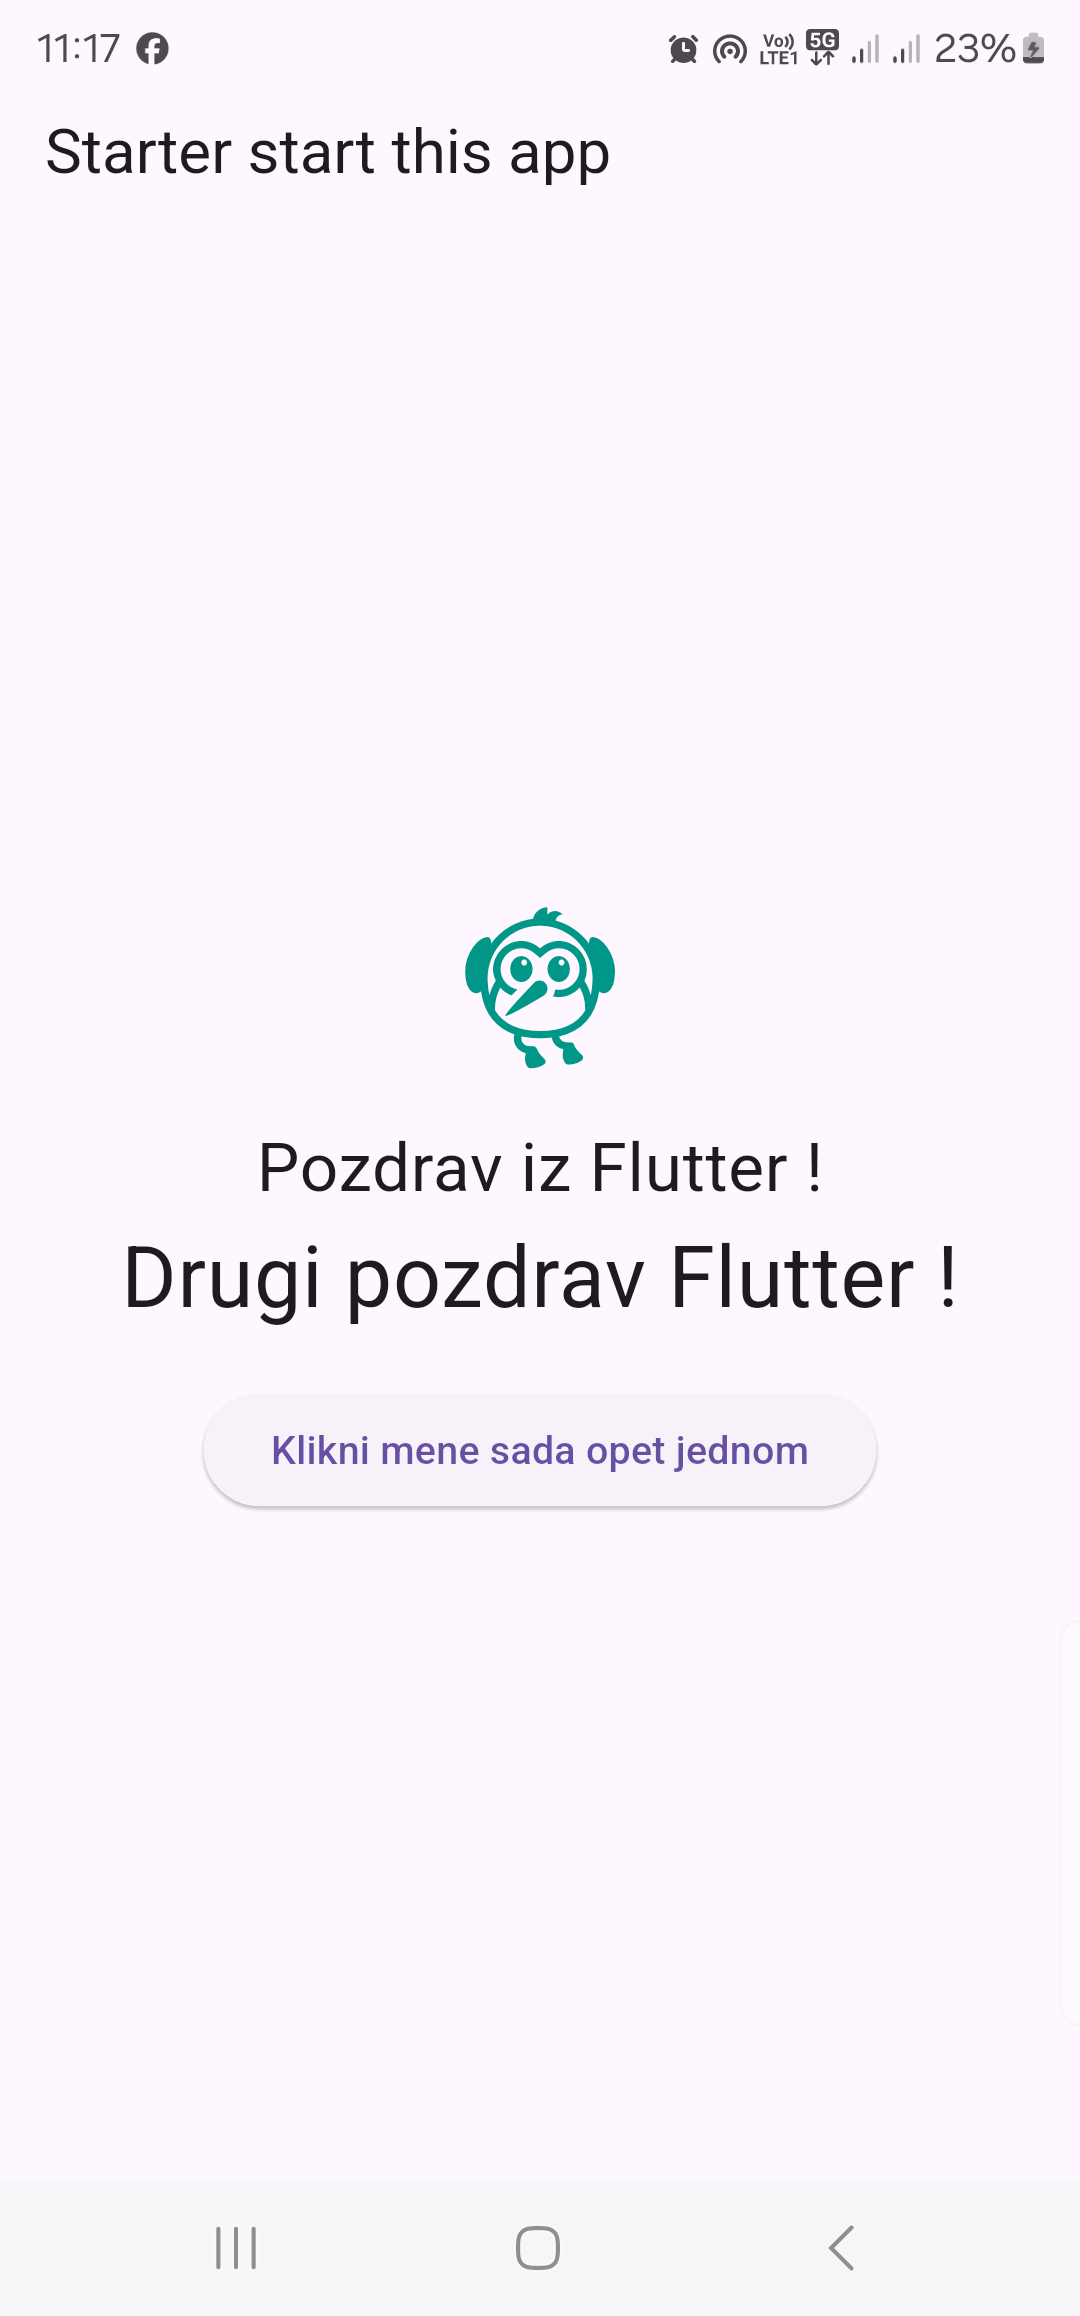 11:17
Vo)) 5G
LTE1
23%
Starter start this app
Pozdrav iz Flutter !
Drugi pozdrav Flutter !
Klikni mene sada opet jednom